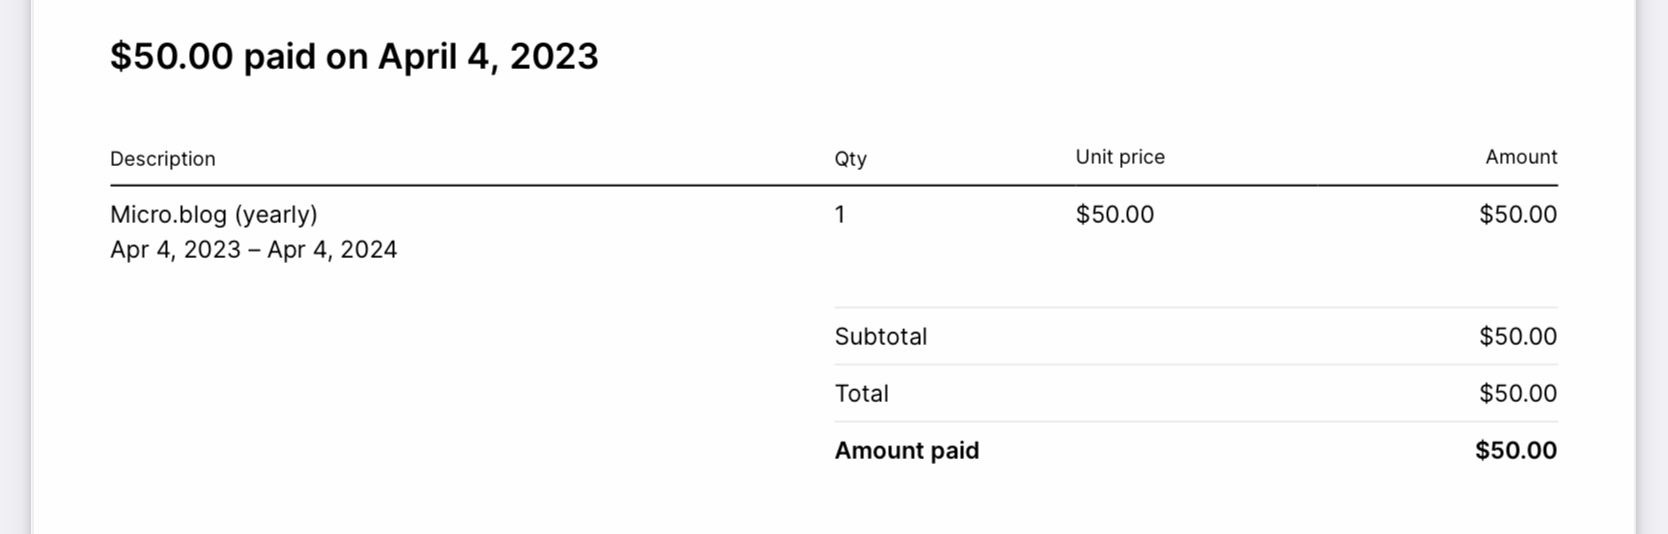 $50.00 paid on April 4, 2023
Description Qty Unit price Amount
Micro.blog (yearly) 1 $50.00 $50.00
Apr 4, 2023 – Apr 4, 2024
Subtotal $50.00
Total $50.00
Amount paid $50.00